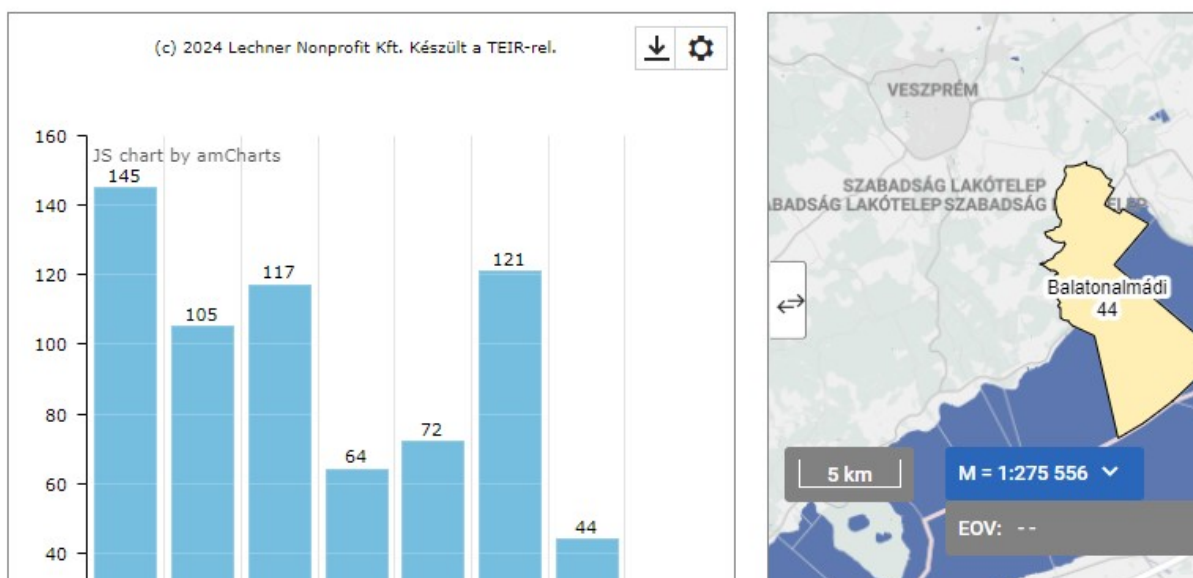 (c) 2024 Lechner Nonprofit Kft. Készült a TEIR-rel.
160
JS chart by amCharts
145
140
121
120
117
105
100
80
72
64
60
44
40
VESZPRÉM
SZABADSÁG LAKÓTELEP
BADSÁG LAKÓTELEP SZABADSÁG ELEP
Balatonalmádi
44
5 km
M = 1:275 556
EOV: - -